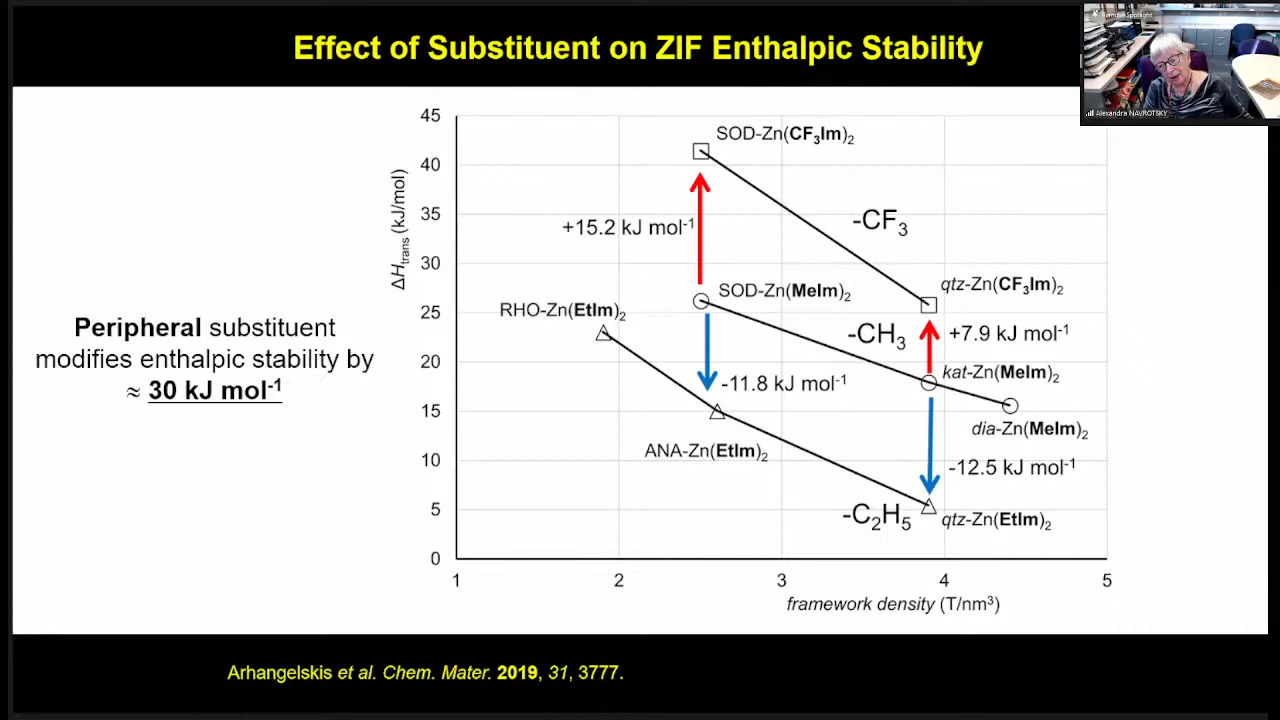 Effect of Substituent on ZIF Enthalpic Stability
Remove Spotlight
Alexandra NAVROTSKY
Peripheral substituent
modifies enthalpic stability by
≈ 30 kJ mol⁻¹
ΔH_trans (kJ/mol)
45
40
35
30
25
20
15
10
5
0
SOD-Zn(CF₃Im)₂
+15.2 kJ mol⁻¹
-CF₃
SOD-Zn(MeIm)₂
qtz-Zn(CF₃Im)₂
RHO-Zn(EtIm)₂
-CH₃
+7.9 kJ mol⁻¹
kat-Zn(MeIm)₂
-11.8 kJ mol⁻¹
dia-Zn(MeIm)₂
ANA-Zn(EtIm)₂
-12.5 kJ mol⁻¹
-C₂H₅
qtz-Zn(EtIm)₂
1 2 3 4 5
framework density (T/nm³)
Arhangelskis et al. Chem. Mater. 2019, 31, 3777.